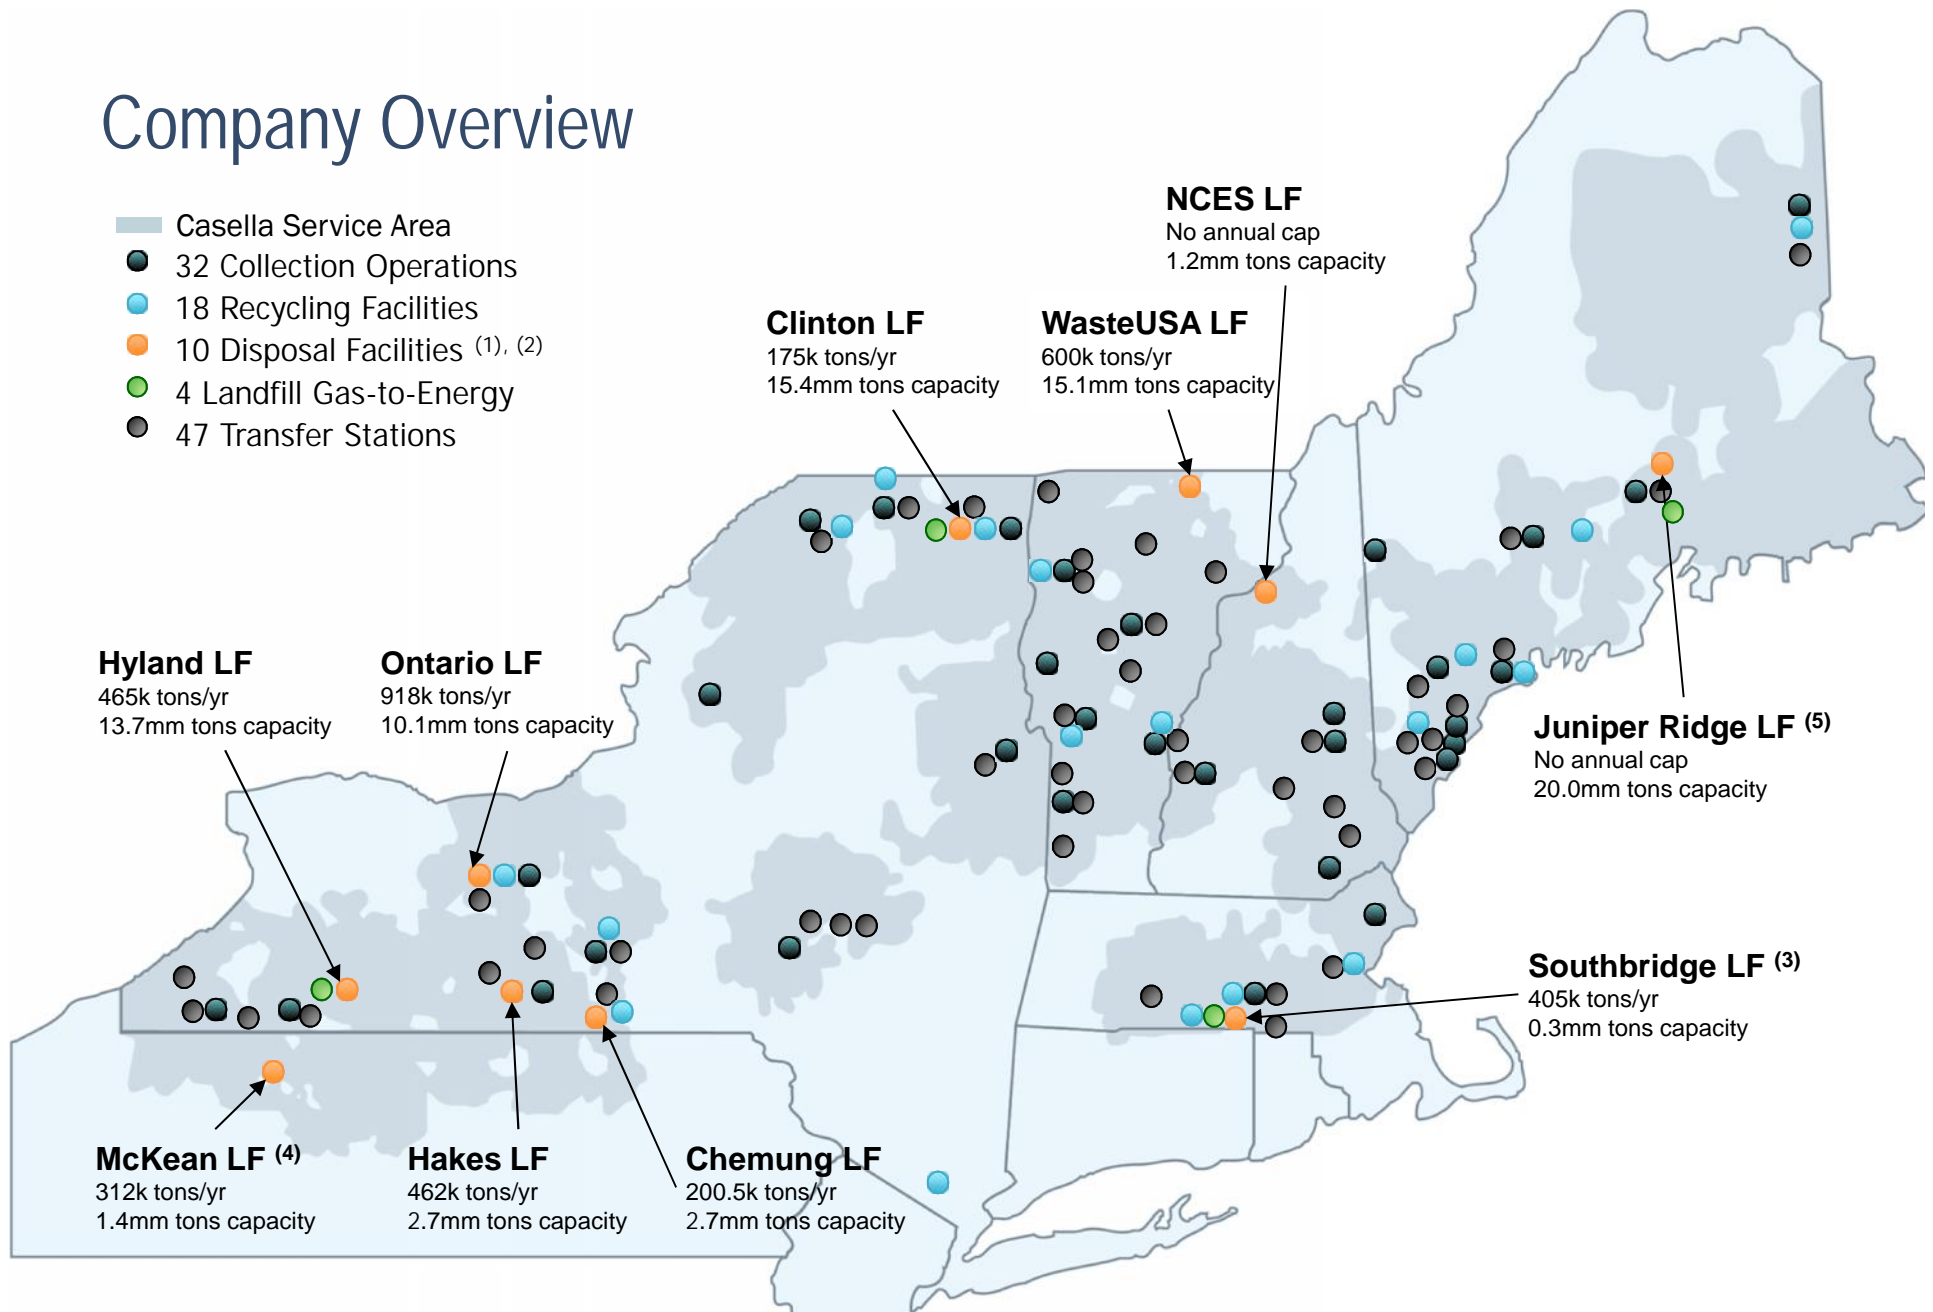 Company Overview
Casella Service Area
32 Collection Operations
18 Recycling Facilities
10 Disposal Facilities (1), (2)
4 Landfill Gas-to-Energy
47 Transfer Stations
NCES LF
No annual cap
1.2mm tons capacity
Clinton LF
175k tons/yr
15.4mm tons capacity
WasteUSA LF
600k tons/yr
15.1mm tons capacity
Hyland LF
465k tons/yr
13.7mm tons capacity
Ontario LF
918k tons/yr
10.1mm tons capacity
Juniper Ridge LF (5)
No annual cap
20.0mm tons capacity
Southbridge LF (3)
405k tons/yr
0.3mm tons capacity
McKean LF (4)
312k tons/yr
1.4mm tons capacity
Hakes LF
462k tons/yr
2.7mm tons capacity
Chemung LF
200.5k tons/yr
2.7mm tons capacity